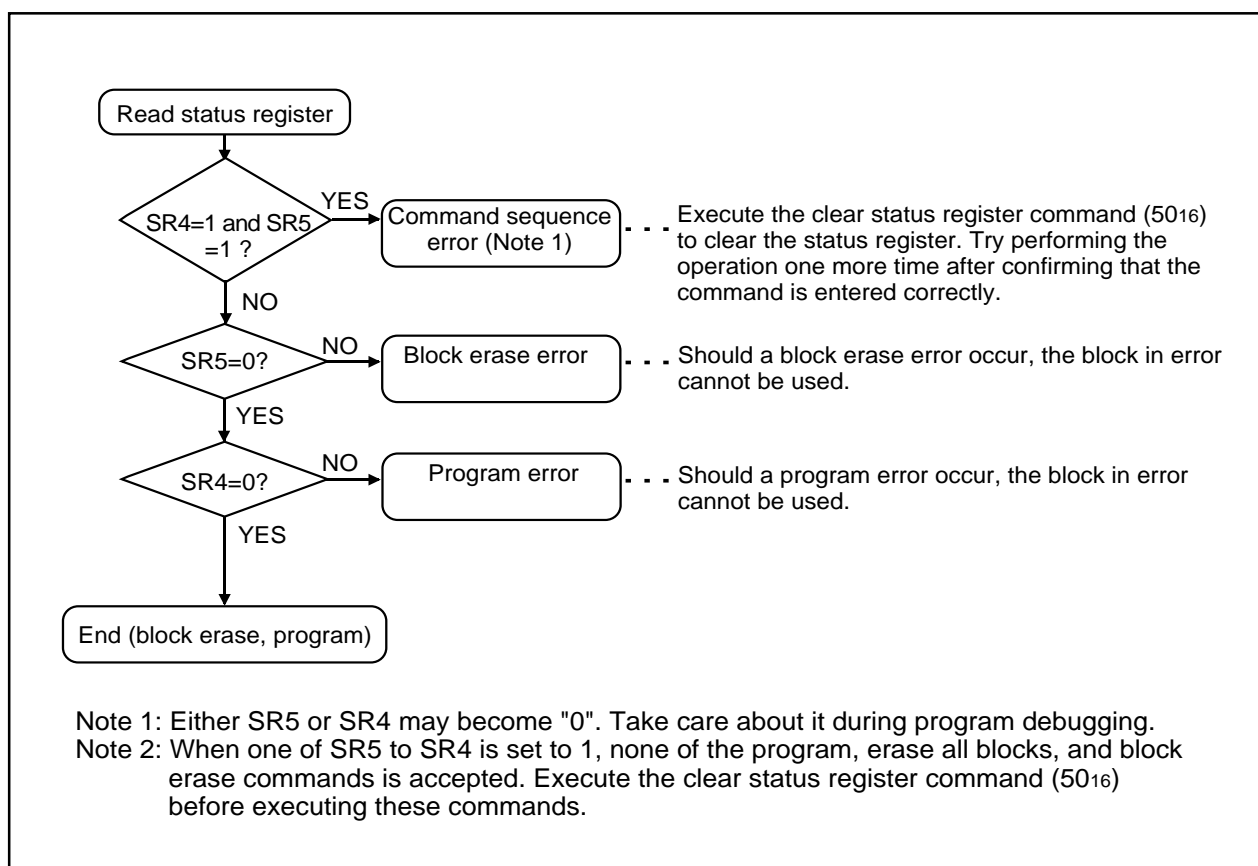 Read status register
SR4=1 and SR5
=1 ?
YES
Command sequence
error (Note 1)
Execute the clear status register command (5016)
to clear the status register. Try performing the
operation one more time after confirming that the
command is entered correctly.
NO
SR5=0?
NO
Block erase error
Should a block erase error occur, the block in error
cannot be used.
YES
SR4=0?
NO
Program error
Should a program error occur, the block in error
cannot be used.
YES
End (block erase, program)
Note 1: Either SR5 or SR4 may become "0". Take care about it during program debugging.
Note 2: When one of SR5 to SR4 is set to 1, none of the program, erase all blocks, and block
erase commands is accepted. Execute the clear status register command (5016)
before executing these commands.